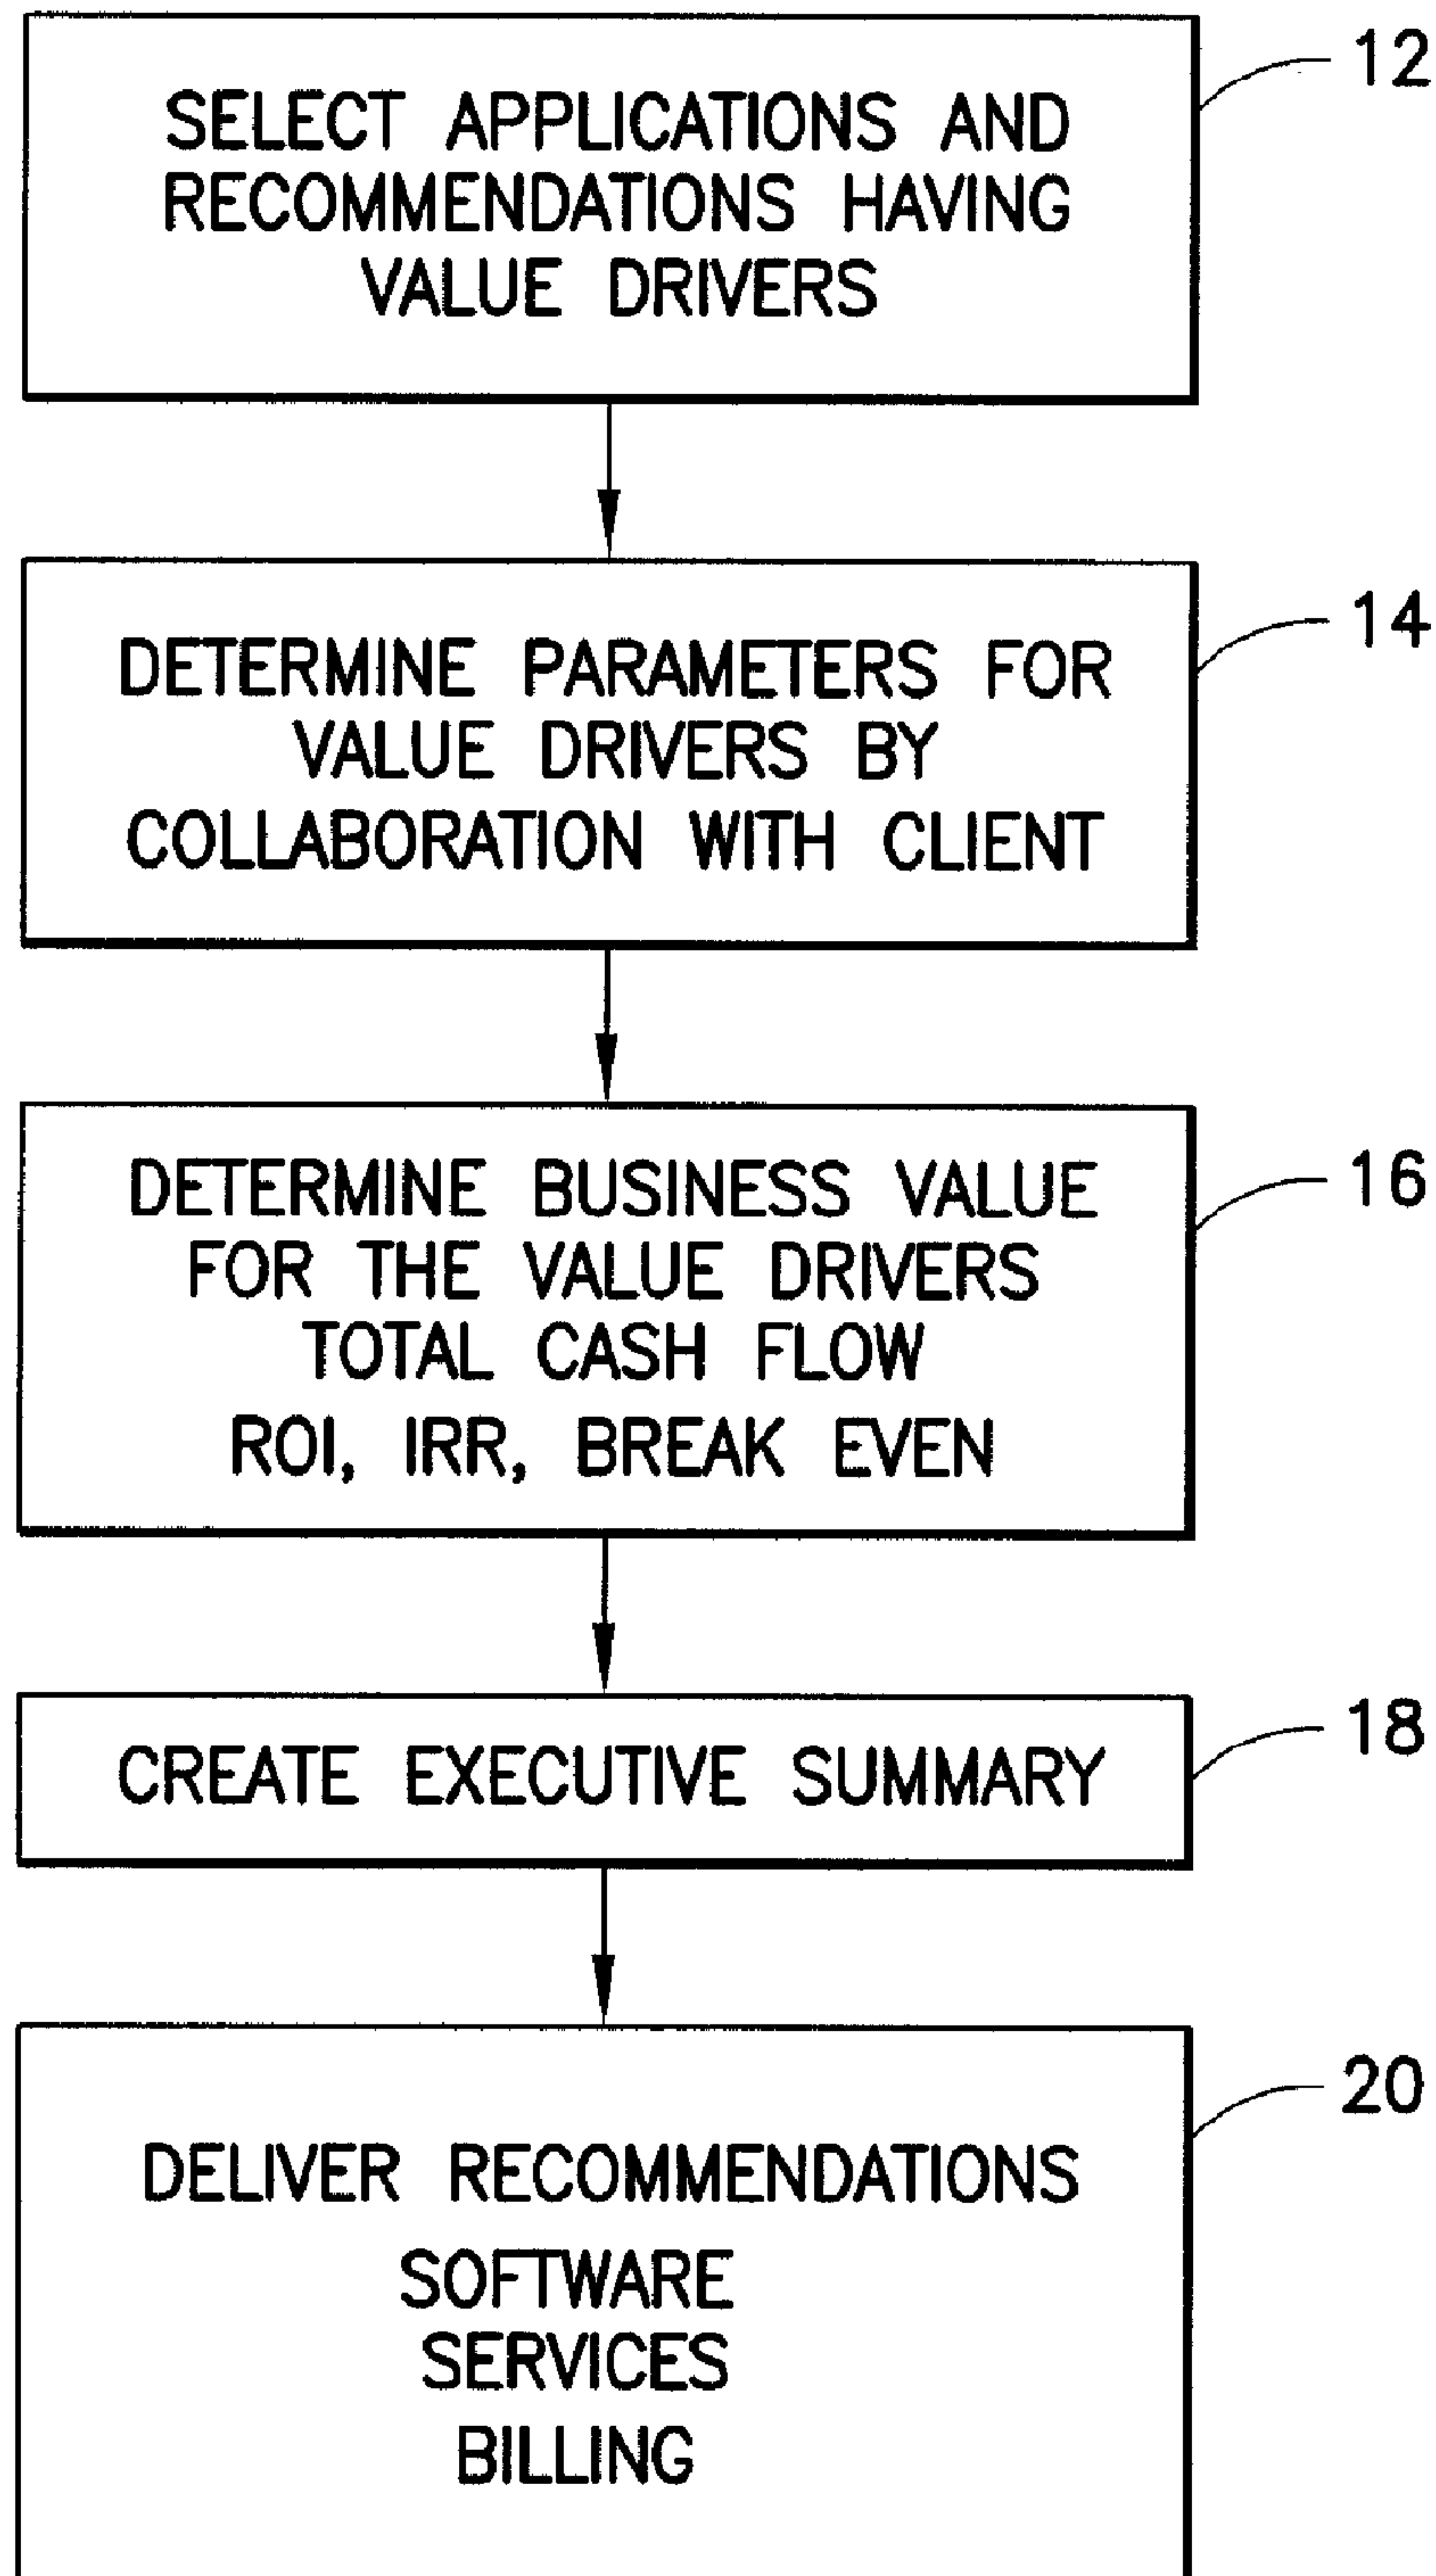 12
SELECT APPLICATIONS AND
RECOMMENDATIONS HAVING
VALUE DRIVERS
14
DETERMINE PARAMETERS FOR
VALUE DRIVERS BY
COLLABORATION WITH CLIENT
16
DETERMINE BUSINESS VALUE
FOR THE VALUE DRIVERS
TOTAL CASH FLOW
ROI, IRR, BREAK EVEN
18
CREATE EXECUTIVE SUMMARY
20
DELIVER RECOMMENDATIONS
SOFTWARE
SERVICES
BILLING